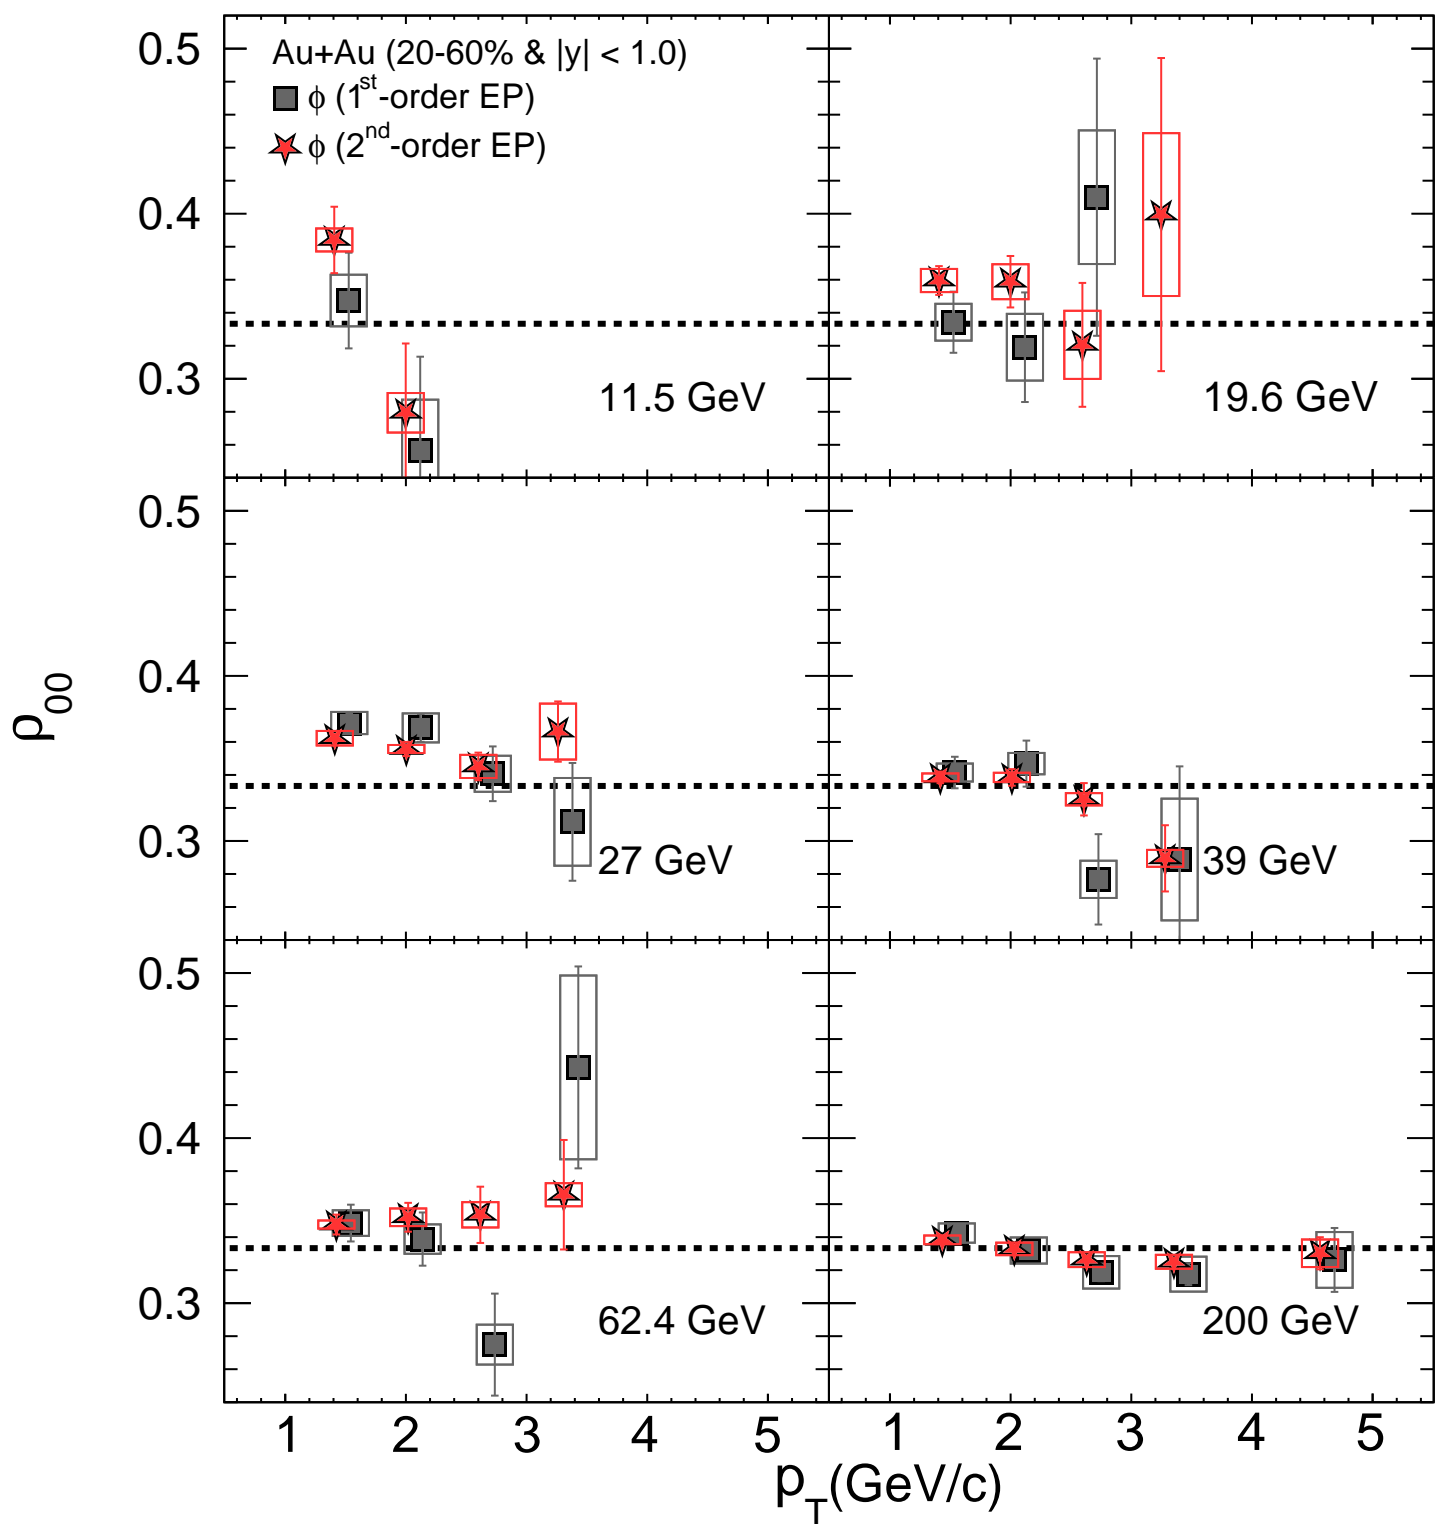 Au+Au (20-60% & |y| < 1.0)
ϕ (1st-order EP)
ϕ (2nd-order EP)
0.5
0.4
0.3
11.5 GeV
19.6 GeV
0.5
0.4
0.3
27 GeV
39 GeV
ρ00
0.5
0.4
0.3
62.4 GeV
200 GeV
1 2 3 4 5 1 2 3 4 5
pT(GeV/c)